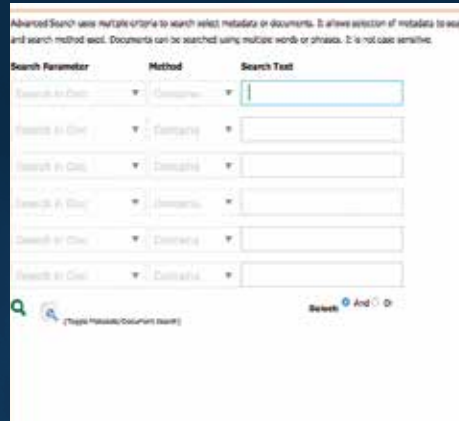 Advanced Search uses multiple criteria to search select metadata or documents. It allows selection of metadata to sea
and search method used. Documents can be searched using multiple words or phrases. It is not case sensitive.
Search Parameter Method Search Text
Search in Doc Contains
Search in Doc Contains
Search in Doc Contains
Search in Doc Contains
Search in Doc Contains
Search in Doc Contains
(Toggle Metadata/Document Search) And Or